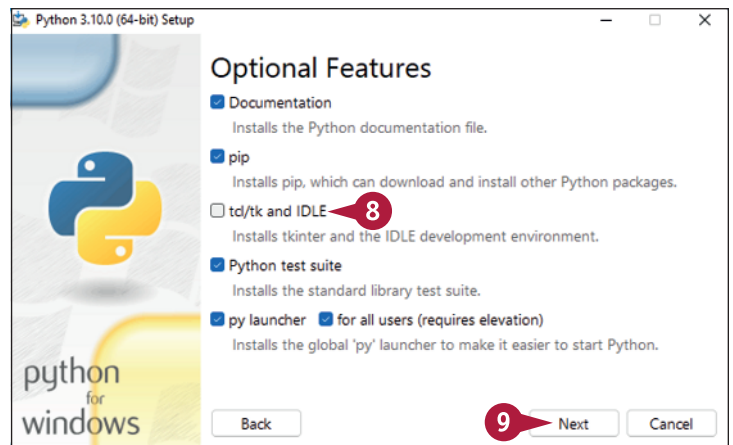 Python 3.10.0 (64-bit) Setup
Optional Features
Documentation
Installs the Python documentation file.
pip
Installs pip, which can download and install other Python packages.
tcl/tk and IDLE 8
Installs tkinter and the IDLE development environment.
Python test suite
Installs the standard library test suite.
py launcher for all users (requires elevation)
Installs the global 'py' launcher to make it easier to start Python.
python
for
windows
Back 9 Next Cancel